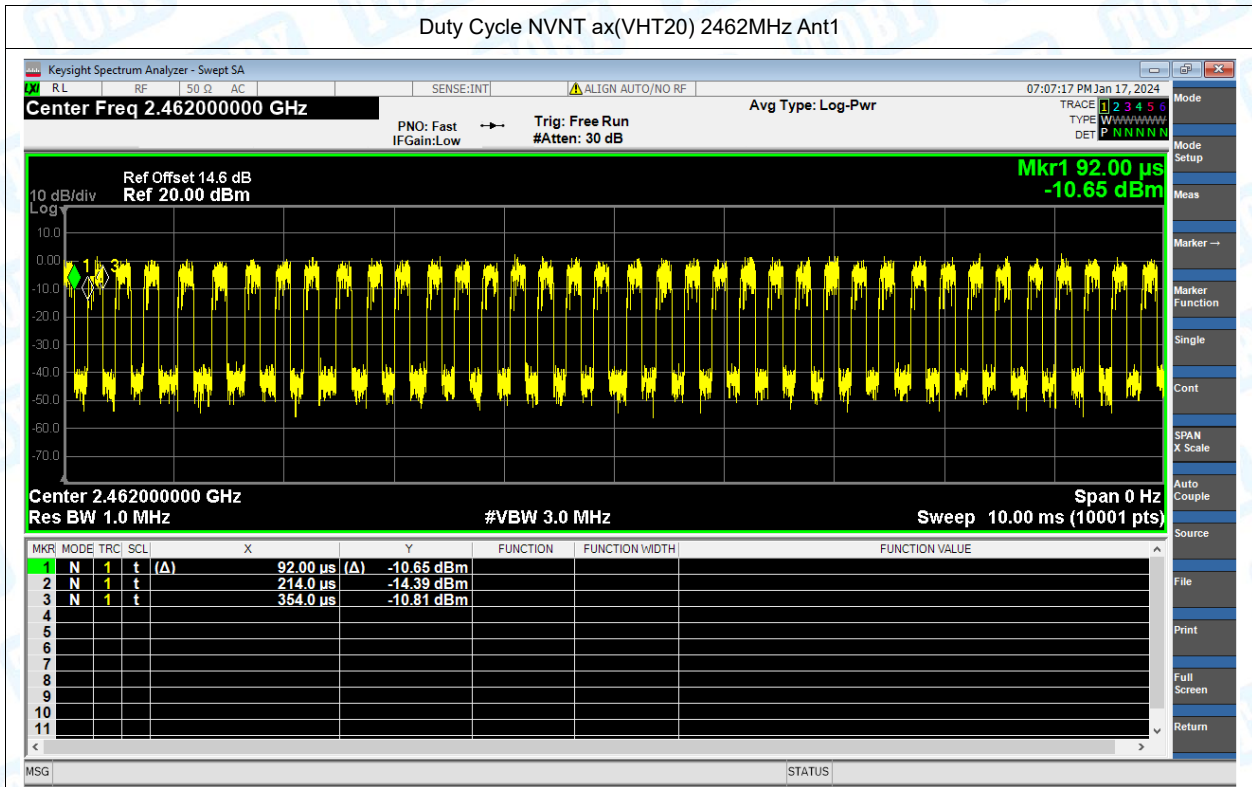 Duty Cycle NVNT ax(VHT20) 2462MHz Ant1
Keysight Spectrum Analyzer - Swept SA
LXI RL RF 50 Ω AC SENSE:INT ALIGN AUTO/NO RF 07:07:17 PM Jan 17, 2024
Center Freq 2.462000000 GHz
PNO: Fast
IFGain:Low
Trig: Free Run
#Atten: 30 dB
Avg Type: Log-Pwr
TRACE 1 2 3 4 5 6
TYPE WWWWWWW
DET P N N N N N
Mkr1 92.00 µs
-10.65 dBm
Ref Offset 14.6 dB
10 dB/div Ref 20.00 dBm
Log
10.0
0.00
-10.0
-20.0
-30.0
-40.0
-50.0
-60.0
-70.0
1 3
Center 2.462000000 GHz Span 0 Hz
Res BW 1.0 MHz #VBW 3.0 MHz Sweep 10.00 ms (10001 pts)
MKR MODE TRC SCL X Y FUNCTION FUNCTION WIDTH FUNCTION VALUE
1 N 1 t (Δ) 92.00 µs (Δ) -10.65 dBm
2 N 1 t 214.0 µs -14.39 dBm
3 N 1 t 354.0 µs -10.81 dBm
4
5
6
7
8
9
10
11
MSG STATUS
Mode
Mode
Setup
Meas
Marker →
Marker
Function
Single
Cont
SPAN
X Scale
Auto
Couple
Source
File
Print
Full
Screen
Return
TOBY